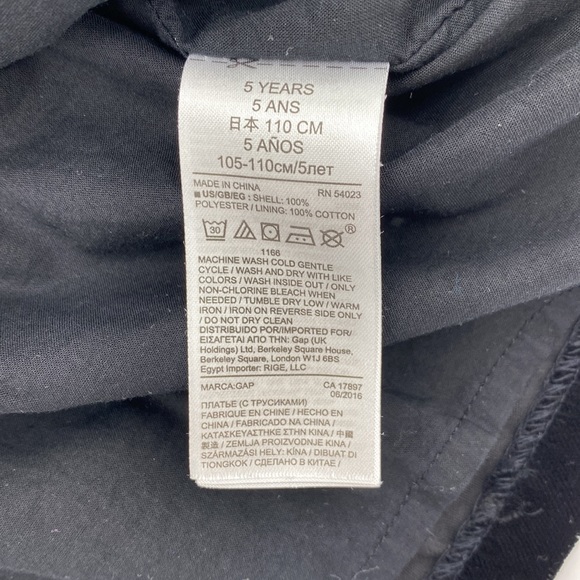 5 YEARS
5 ANS
日本 110 CM
5 AÑOS
105-110см/5лет
MADE IN CHINA RN 54023
US/GB/EG : SHELL: 100%
POLYESTER / LINING: 100% COTTON
30
®
1166
MACHINE WASH COLD GENTLE
CYCLE / WASH AND DRY WITH LIKE
COLORS / WASH INSIDE OUT / ONLY
NON-CHLORINE BLEACH WHEN
NEEDED / TUMBLE DRY LOW / WARM
IRON / IRON ON REVERSE SIDE ONLY
/ DO NOT DRY CLEAN
DISTRIBUIDO POR/IMPORTED FOR/
ΕΙΣΑΓΕΤΑΙ ΑΠΟ ΤΗΝ: Gap (UK
Holdings) Ltd, Berkeley Square House,
Berkeley Square, London W1J 6BS
Egypt Importer: RIGE, LLC
MARCA:GAP CA 17897
06/2016
ПЛАТЬЕ (С ТРУСИКАМИ)
FABRIQUE EN CHINE / HECHO EN
CHINA / FABRICADO NA CHINA /
ΚΑΤΑΣΚΕΥΑΣΤΗΚΕ ΣΤΗΝ ΚΙΝΑ / 中國
製造 / ZEMLJA PROIZVODNJE KINA /
SZÁRMAZÁSI HELY: KÍNA / DIBUAT DI
TIONGKOK / СДЕЛАНО В КИТАЕ /